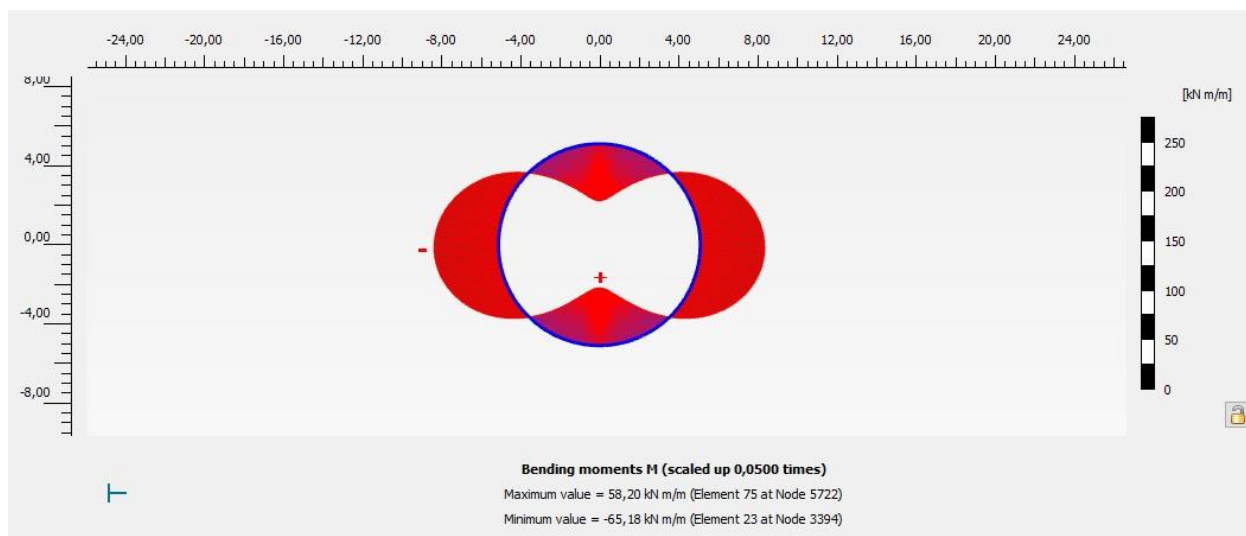 -24,00 -20,00 -16,00 -12,00 -8,00 -4,00 0,00 4,00 8,00 12,00 16,00 20,00 24,00
8,00
[kN m/m]
250
4,00
200
0,00
150
-
+
100
-4,00
50
-8,00
0
Bending moments M (scaled up 0,0500 times)
Maximum value = 58,20 kN m/m (Element 75 at Node 5722)
Minimum value = -65,18 kN m/m (Element 23 at Node 3394)